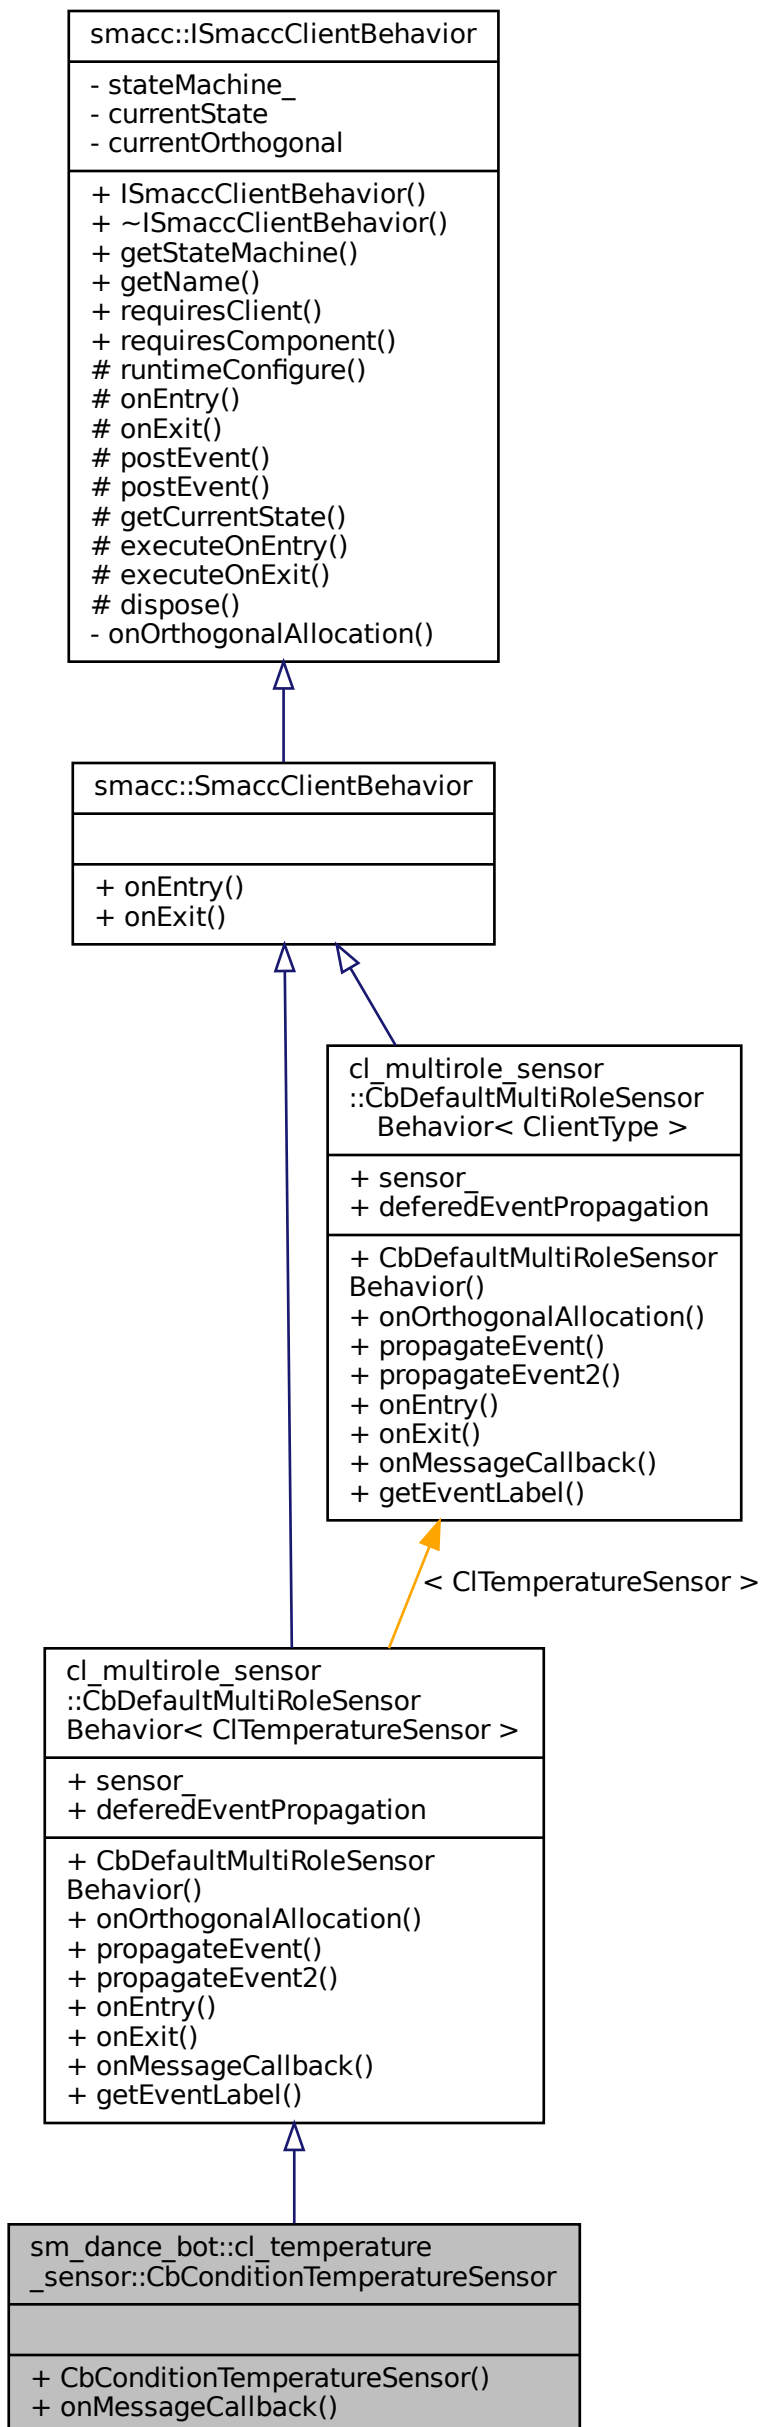 smacc::ISmaccClientBehavior
- stateMachine_
- currentState
- currentOrthogonal
+ ISmaccClientBehavior()
+ ~ISmaccClientBehavior()
+ getStateMachine()
+ getName()
+ requiresClient()
+ requiresComponent()
# runtimeConfigure()
# onEntry()
# onExit()
# postEvent()
# postEvent()
# getCurrentState()
# executeOnEntry()
# executeOnExit()
# dispose()
- onOrthogonalAllocation()
smacc::SmaccClientBehavior
+ onEntry()
+ onExit()
cl_multirole_sensor
::CbDefaultMultiRoleSensor
Behavior< ClientType >
+ sensor_
+ deferedEventPropagation
+ CbDefaultMultiRoleSensor
Behavior()
+ onOrthogonalAllocation()
+ propagateEvent()
+ propagateEvent2()
+ onEntry()
+ onExit()
+ onMessageCallback()
+ getEventLabel()
< ClTemperatureSensor >
cl_multirole_sensor
::CbDefaultMultiRoleSensor
Behavior< ClTemperatureSensor >
+ sensor_
+ deferedEventPropagation
+ CbDefaultMultiRoleSensor
Behavior()
+ onOrthogonalAllocation()
+ propagateEvent()
+ propagateEvent2()
+ onEntry()
+ onExit()
+ onMessageCallback()
+ getEventLabel()
sm_dance_bot::cl_temperature
_sensor::CbConditionTemperatureSensor
+ CbConditionTemperatureSensor()
+ onMessageCallback()